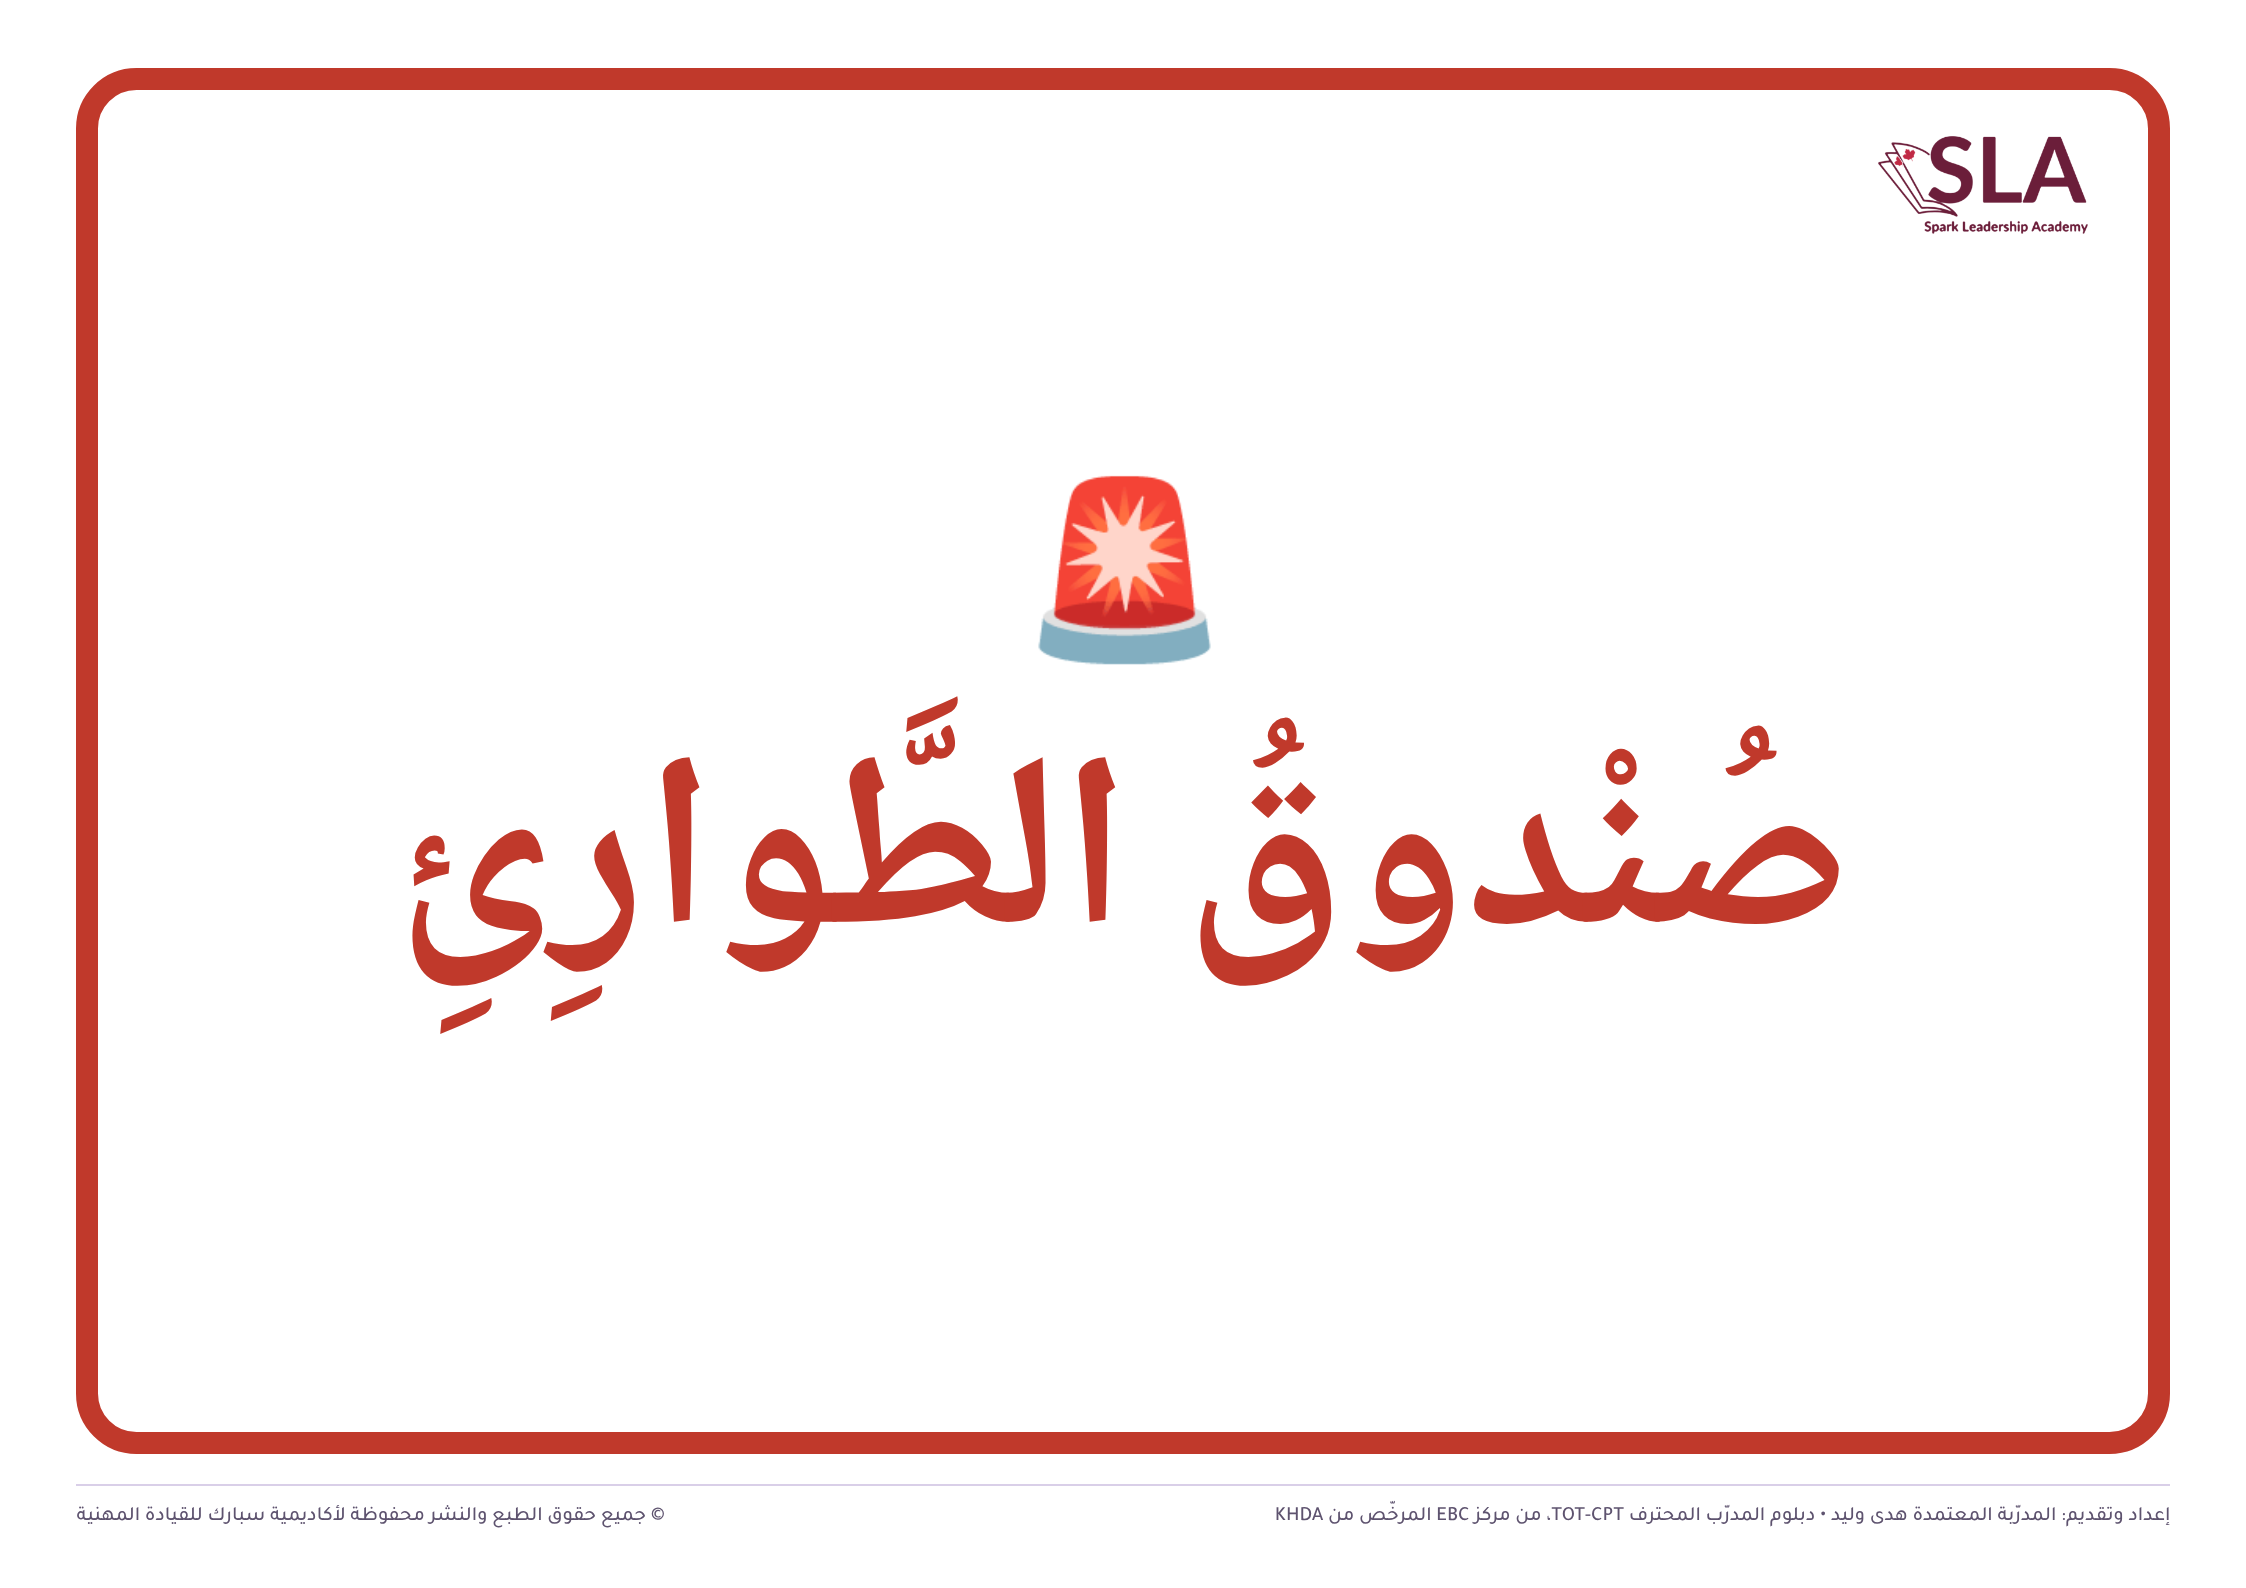 SLA
Spark Leadership Academy
صُنْدوقُ الطَّوارِئِ
إعداد وتقديم: المدرّبة المعتمدة هدى وليد • دبلوم المدرّب المحترف TOT-CPT، من مركز EBC المرخّص من KHDA
© جميع حقوق الطبع والنشر محفوظة لأكاديمية سبارك للقيادة المهنية